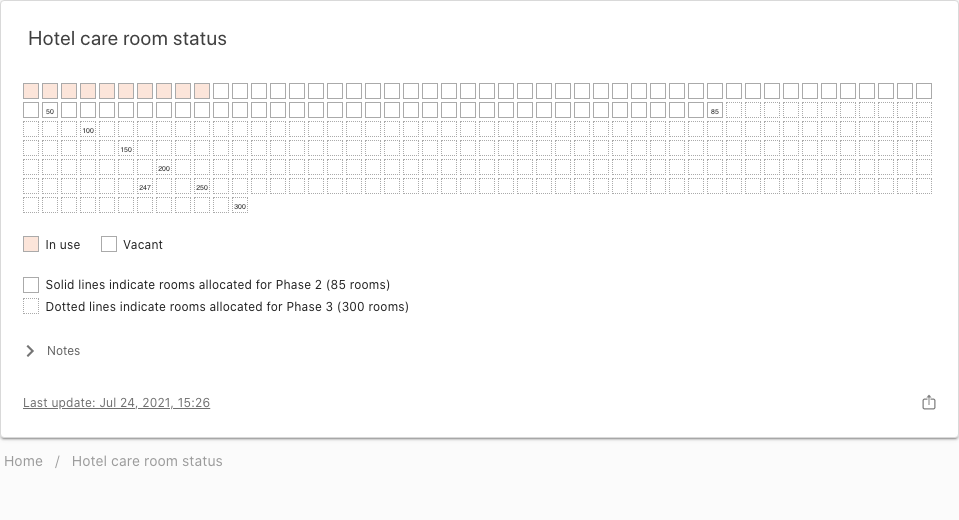 Hotel care room status
50
85
100
150
200
247 250
300
In use Vacant
Solid lines indicate rooms allocated for Phase 2 (85 rooms)
Dotted lines indicate rooms allocated for Phase 3 (300 rooms)
Notes
Last update: Jul 24, 2021, 15:26
Home / Hotel care room status